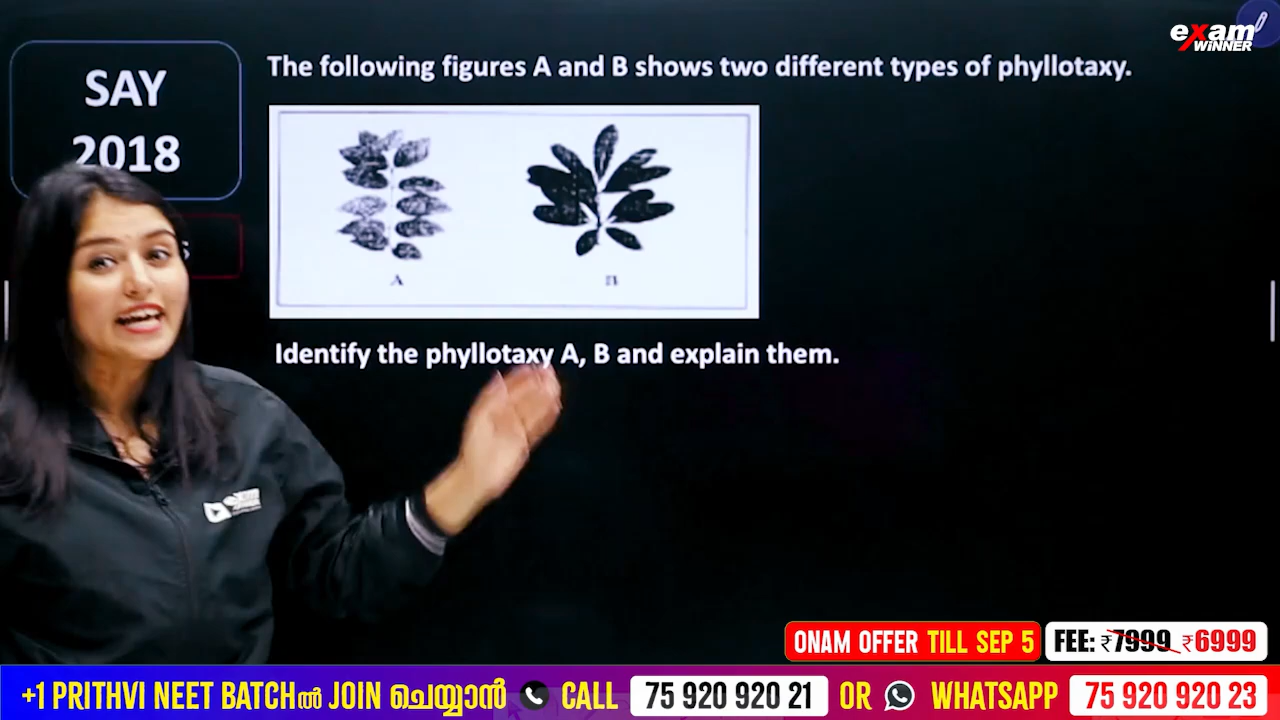 exam
WINNER
SAY
2018
The following figures A and B shows two different types of phyllotaxy.
A
B
Identify the phyllotaxy A, B and explain them.
ONAM OFFER TILL SEP 5
FEE: ₹7999 ₹6999
+1 PRITHVI NEET BATCHൽ JOIN ചെയ്യാൻ CALL 75 920 920 21 OR WHATSAPP 75 920 920 23